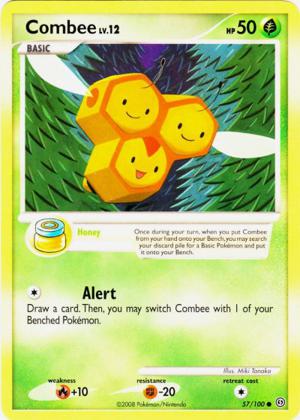 Combee LV.12
HP 50
BASIC
Honey
Once during your turn, when you put Combee
from your hand onto your Bench, you may search
your discard pile for a Basic Pokémon and put
it onto your Bench.
Alert
Draw a card. Then, you may switch Combee with 1 of your
Benched Pokémon.
Illus. Miki Tanaka
weakness
+10
resistance
-20
retreat cost
©2008 Pokémon/Nintendo
57/100